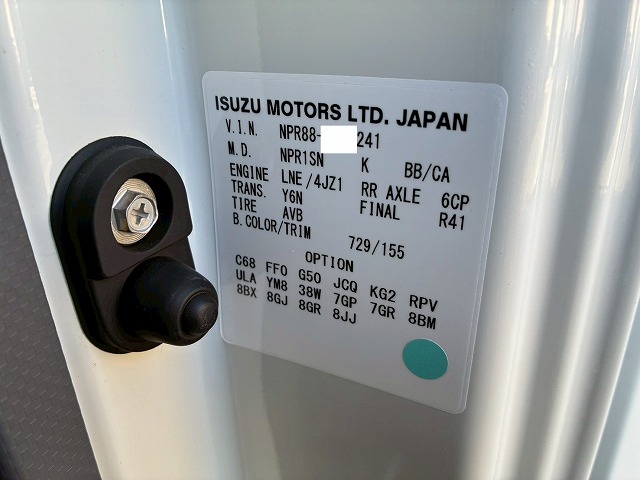 ISUZU MOTORS LTD. JAPAN
V.I.N. NPR88- 241
M.D. NPR1SN K BB/CA
ENGINE LNE/4JZ1 RR AXLE 6CP
TRANS. Y6N FINAL R41
TIRE AVB
B.COLOR/TRIM 729/155
OPTION
C68 FF0 G50 JCQ KG2 RPV
ULA YM8 38W 7GP 7GR 8BM
8BX 8GJ 8GR 8JJ